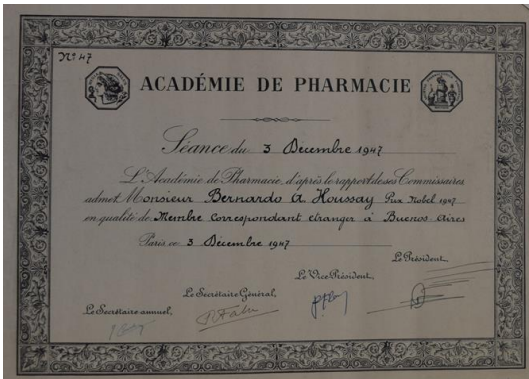 Nº 47
ACADÉMIE DE PHARMACIE
Séance du 3 Décembre 1947
L'Académie de Pharmacie, d'après le rapport de ses Commissaires
admet Monsieur Bernardo A. Houssay Prix Nobel 1947
en qualité de Membre Correspondant étranger à Buenos-Aires
Paris ce 3 Décembre 1947
Le Président,
Le Vice Président,
Le Secrétaire Général,
Le Secrétaire annuel,